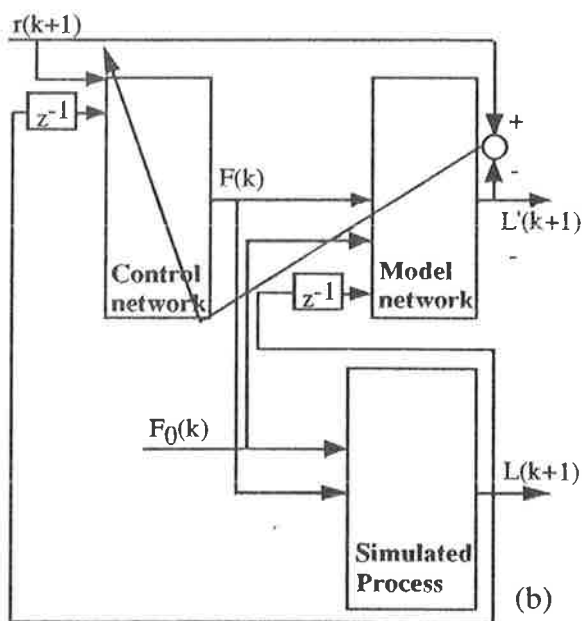 r(k+1)
z-1
+
F(k)
-
L'(k+1)
Control
network
Model
network
-
z-1
F0(k)
L(k+1)
Simulated
Process
(b)